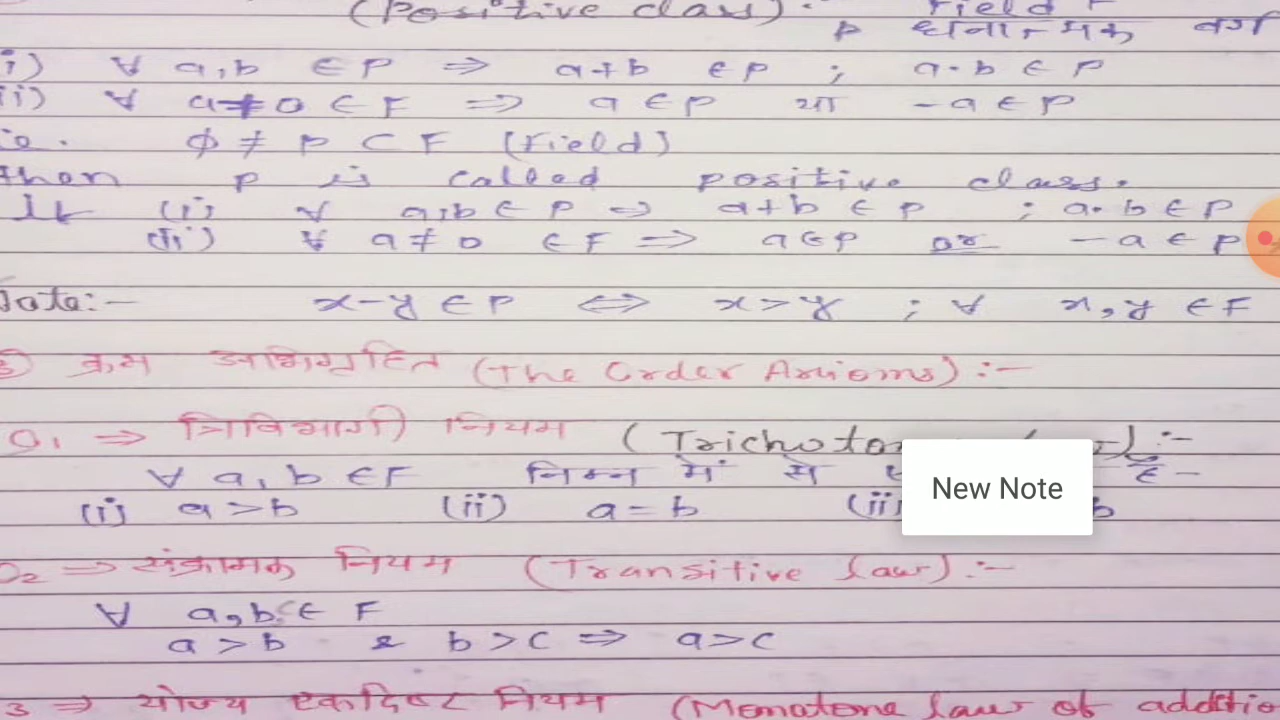 (Positive class).
P धनात्मक वर्ग
i) ∀ a,b ∈ P ⇒ a+b ∈ P ; a·b ∈ P
ii) ∀ a≠0 ∈ F ⇒ a ∈ P या -a ∈ P
i.e. φ ≠ P ⊂ F (Field)
then P is called positive class.
If (i) ∀ a,b ∈ P ⇒ a+b ∈ P ; a·b ∈ P
(ii) ∀ a≠0 ∈ F ⇒ a∈P or -a ∈ P
Note:- x-y ∈ P ⇔ x>y ; ∀ x,y ∈ F
क्रम (The Order Axioms) :-
O1 ⇒ त्रिविभागी नियम (Trichoto :-
∀ a, b ∈ F निम्न में से है -
(i) a>b (ii) a=b (ii b
New Note
O2 ⇒ संक्रामक नियम (Transitive law) :-
∀ a,b,c ∈ F
a > b & b > c ⇒ a>c
3 ⇒ योज्य एकदिष्ट नियम (Monotone law of additio